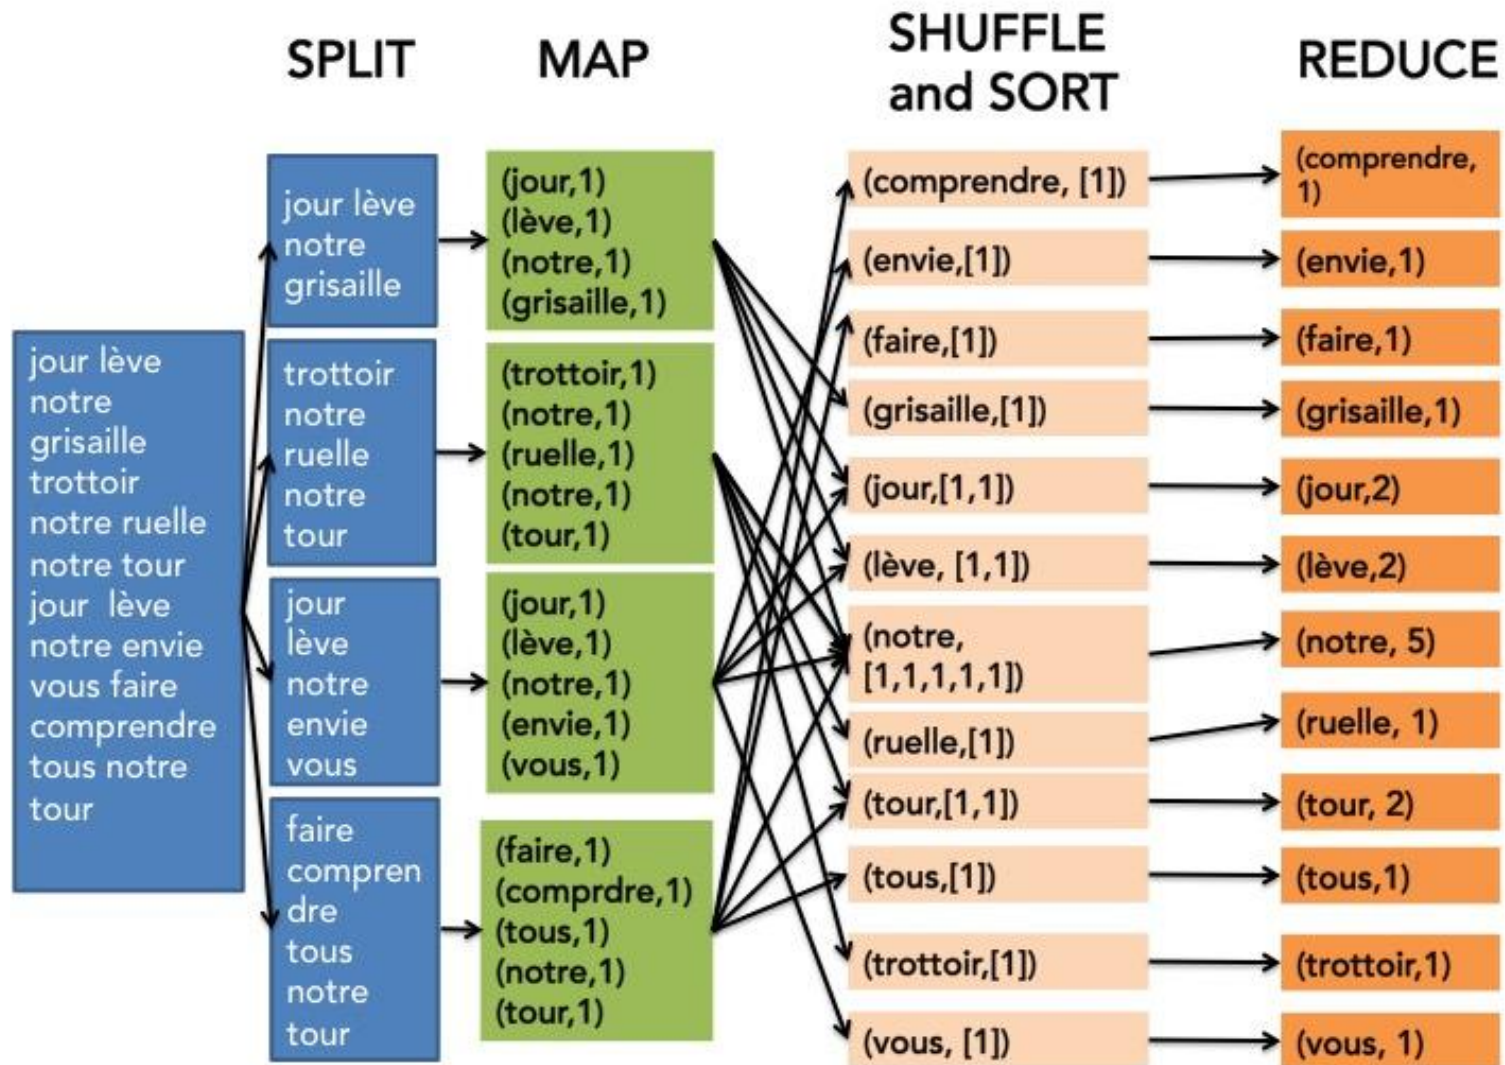 SPLIT
MAP
SHUFFLE
and SORT
REDUCE
jour lève
notre
grisaille
trottoir
notre ruelle
notre tour
jour  lève
notre envie
vous faire
comprendre
tous notre
tour
jour lève
notre
grisaille
trottoir
notre
ruelle
notre
tour
jour
lève
notre
envie
vous
faire
compren
dre
tous
notre
tour
(jour,1)
(lève,1)
(notre,1)
(grisaille,1)
(trottoir,1)
(notre,1)
(ruelle,1)
(notre,1)
(tour,1)
(jour,1)
(lève,1)
(notre,1)
(envie,1)
(vous,1)
(faire,1)
(comprdre,1)
(tous,1)
(notre,1)
(tour,1)
(comprendre, [1])
(envie,[1])
(faire,[1])
(grisaille,[1])
(jour,[1,1])
(lève, [1,1])
(notre,
[1,1,1,1,1])
(ruelle,[1])
(tour,[1,1])
(tous,[1])
(trottoir,[1])
(vous, [1])
(comprendre,
1)
(envie,1)
(faire,1)
(grisaille,1)
(jour,2)
(lève,2)
(notre, 5)
(ruelle, 1)
(tour, 2)
(tous,1)
(trottoir,1)
(vous, 1)